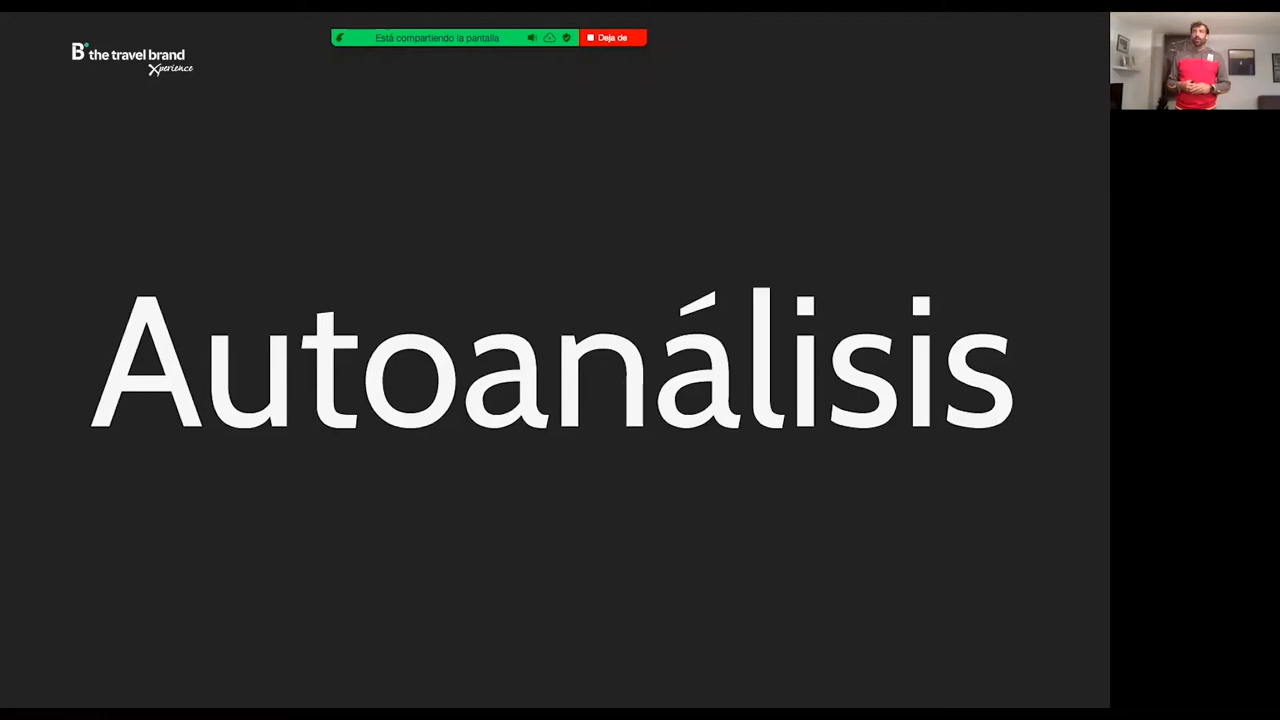 Está compartiendo la pantalla
Deja de
B the travel brand
Xperience
Autoanálisis